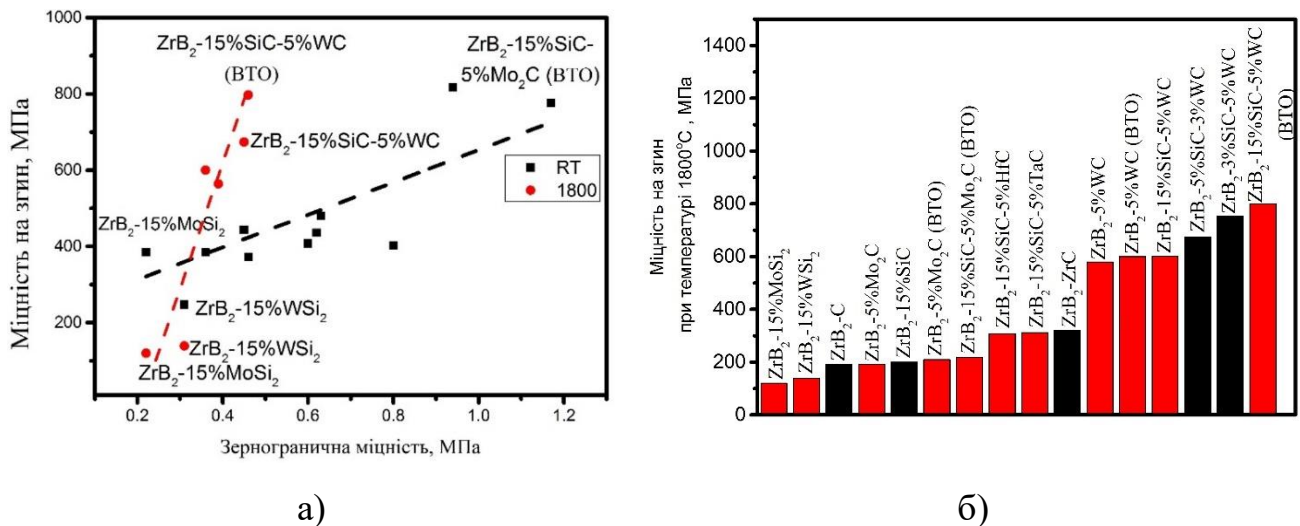 Міцність на згин, МПа
1000
800
600
400
200
ZrB2-15%SiC-5%WC
(ВТО)
ZrB2-15%SiC-
5%Mo2C (ВТО)
ZrB2-15%SiC-5%WC
RT
1800
ZrB2-15%MoSi2
ZrB2-15%WSi2
ZrB2-15%WSi2
ZrB2-15%MoSi2
0.2 0.4 0.6 0.8 1.0 1.2
Зерногранична міцність, МПа
а)
Міцність на згин
при температурі 1800°С , МПа
1400
1200
1000
800
600
400
200
0
ZrB2-15%MoSi2
ZrB2-15%WSi2
ZrB2-C
ZrB2-5%Mo2C
ZrB2-15%SiC
ZrB2-5%Mo2C (ВТО)
ZrB2-15%SiC-5%Mo2C (ВТО)
ZrB2-15%SiC-5%HfC
ZrB2-15%SiC-5%TaC
ZrB2-ZrC
ZrB2-5%WC
ZrB2-5%WC (ВТО)
ZrB2-15%SiC-5%WC
ZrB2-5%SiC-3%WC
ZrB2-3%SiC-5%WC
ZrB2-15%SiC-5%WC
(ВТО)
б)